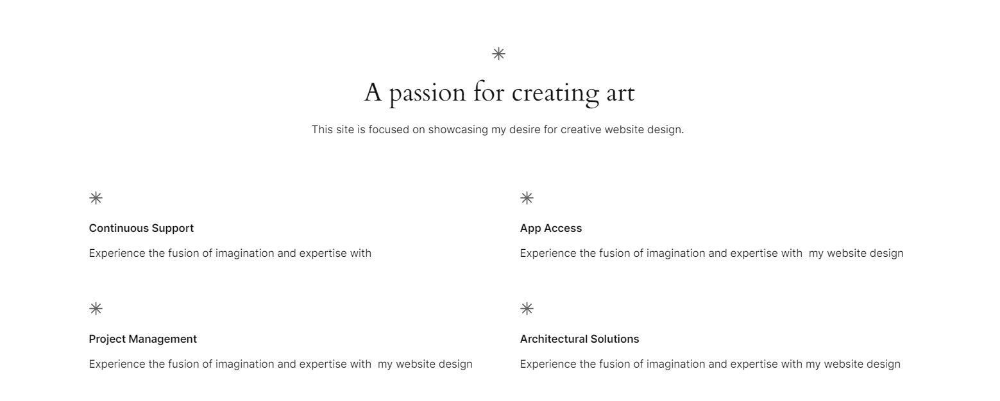 A passion for creating art
This site is focused on showcasing my desire for creative website design.
Continuous Support
Experience the fusion of imagination and expertise with
App Access
Experience the fusion of imagination and expertise with  my website design
Project Management
Experience the fusion of imagination and expertise with  my website design
Architectural Solutions
Experience the fusion of imagination and expertise with my website design